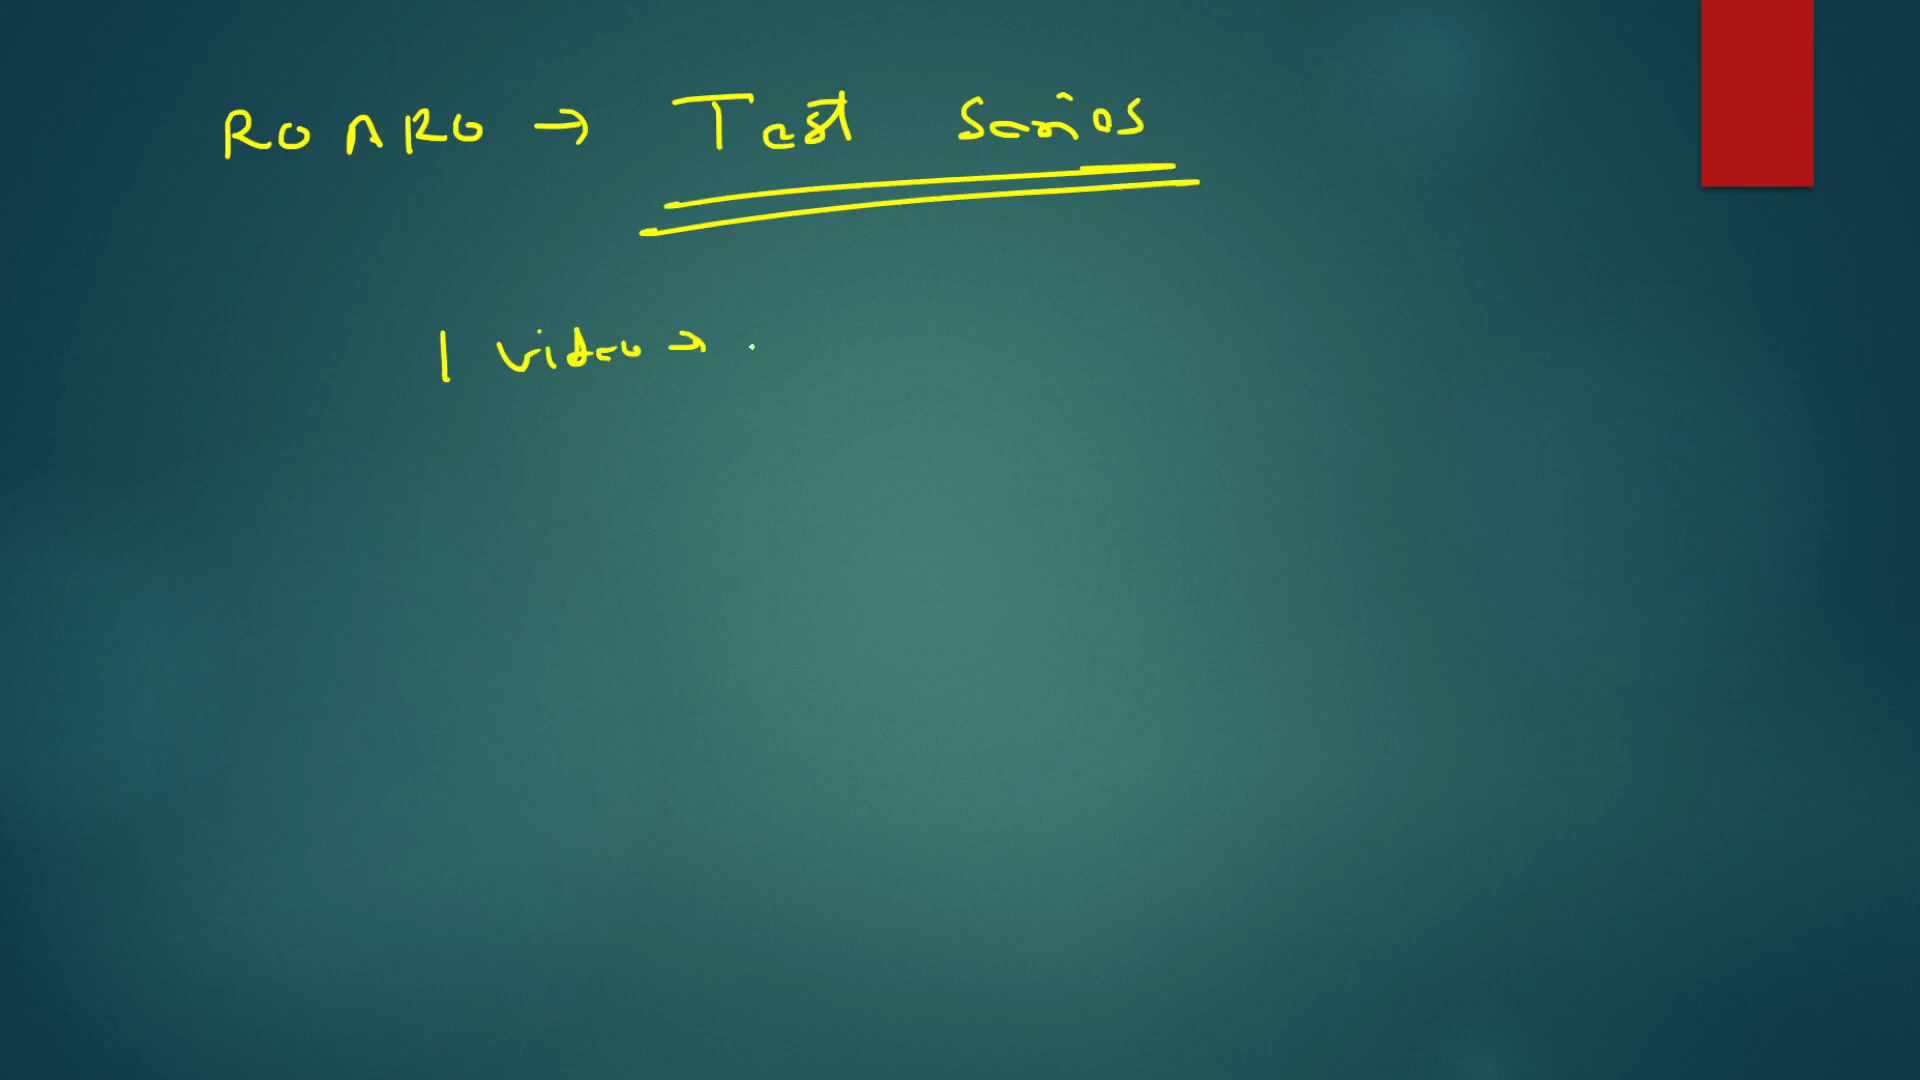 RO ARO → Test Series
1 video →